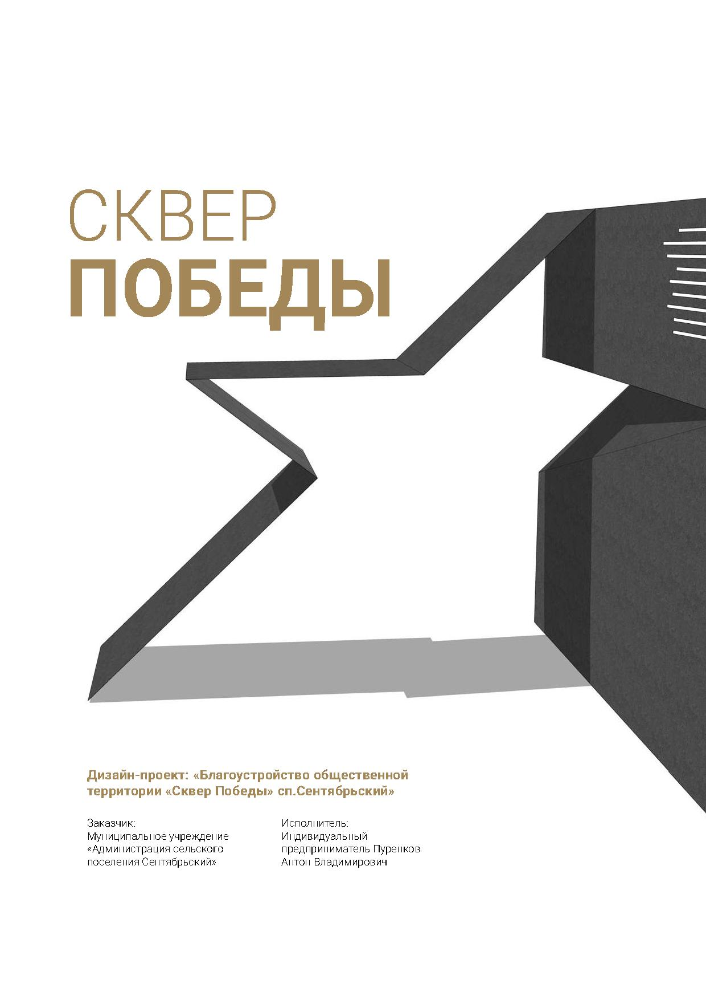 СКВЕР
ПОБЕДЫ
Дизайн-проект: «Благоустройство общественной
территории «Сквер Победы» сп.Сентябрьский»
Заказчик:
Муниципальное учреждение
«Администрация сельского
поселения Сентябрьский»
Исполнитель:
Индивидуальный
предприниматель Пуренков
Антон Владимирович